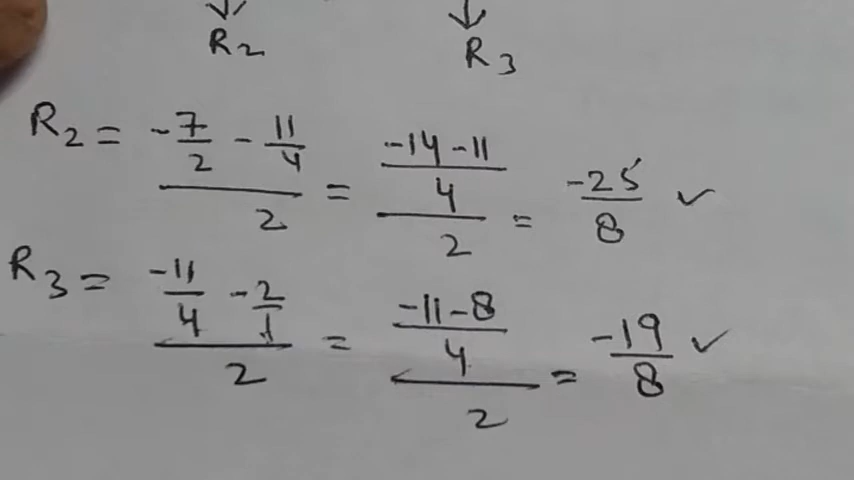 ↓ ↓
R2 R3
R2 = (-7/2 - 11/4)/2 = ((-14-11)/4)/2 = -25/8 ✓
R3 = (-11/4 - 2/1)/2 = ((-11-8)/4)/2 = -19/8 ✓